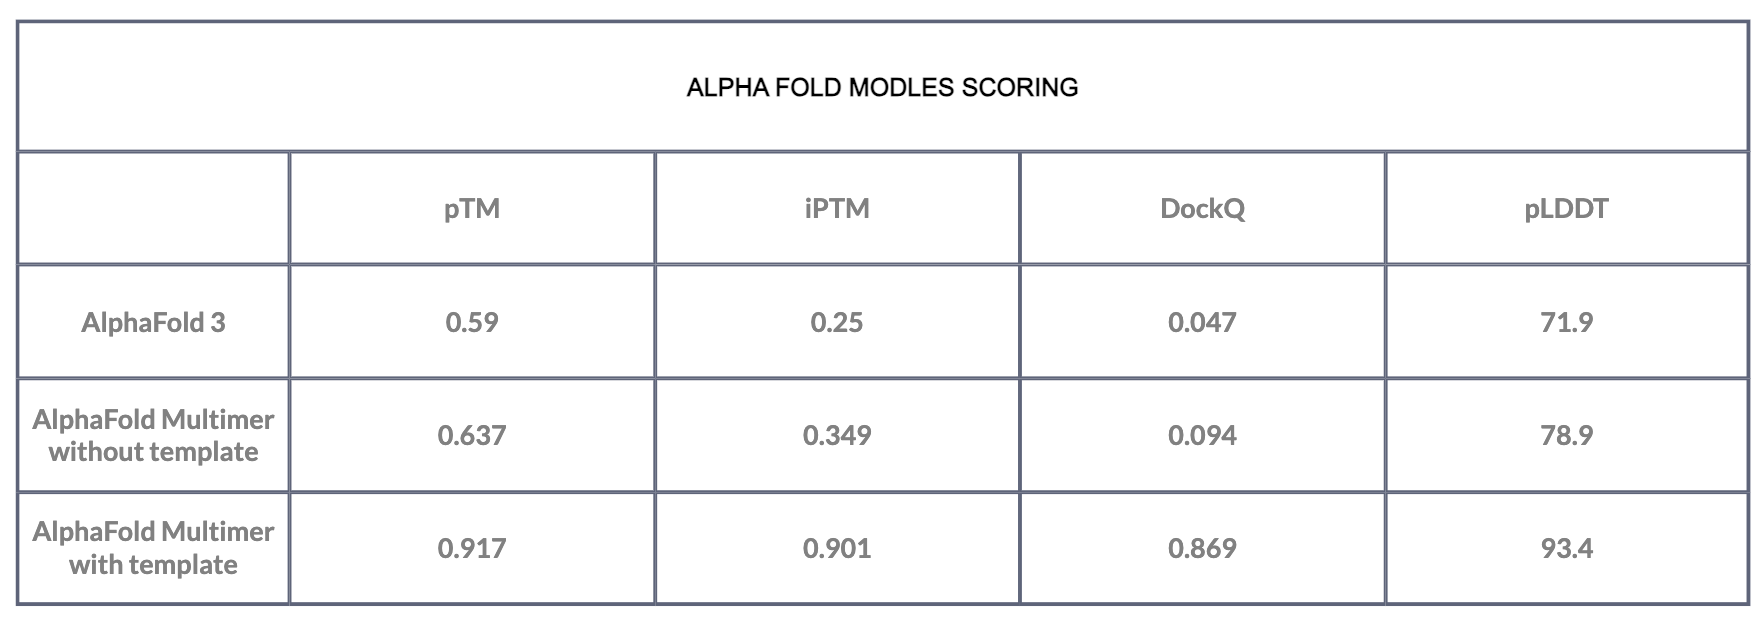 ALPHA FOLD MODLES SCORING
pTM iPTM DockQ pLDDT
AlphaFold 3 0.59 0.25 0.047 71.9
AlphaFold Multimer
without template 0.637 0.349 0.094 78.9
AlphaFold Multimer
with template 0.917 0.901 0.869 93.4